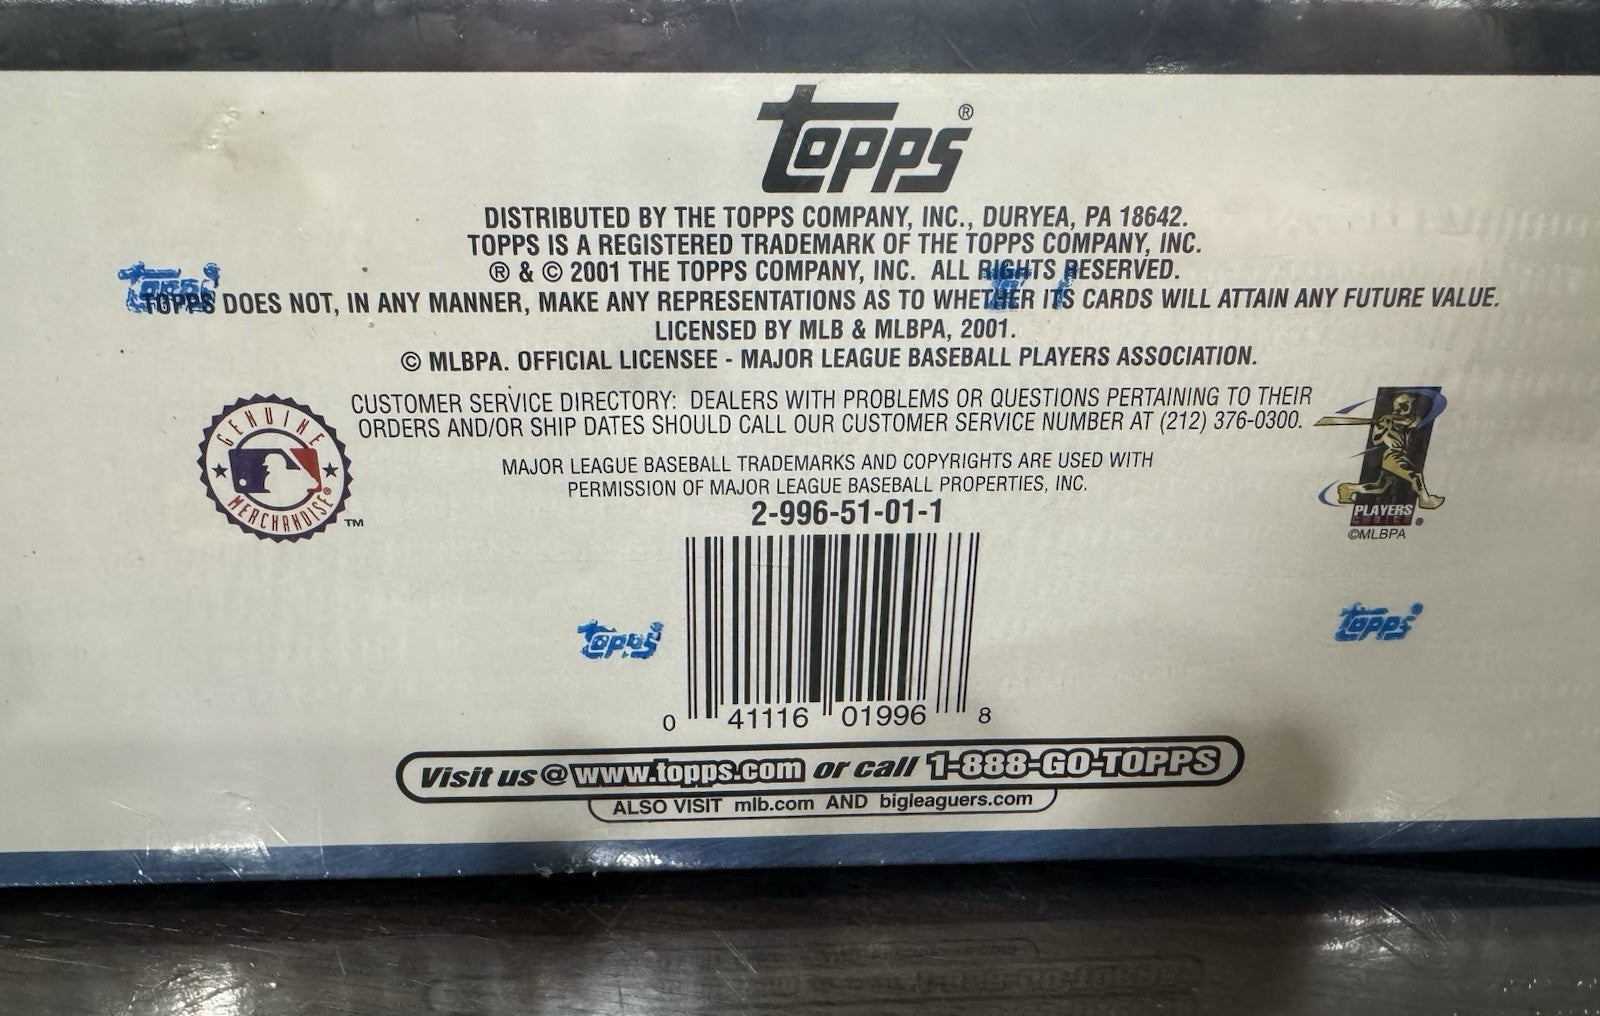 Topps®
DISTRIBUTED BY THE TOPPS COMPANY, INC., DURYEA, PA 18642.
TOPPS IS A REGISTERED TRADEMARK OF THE TOPPS COMPANY, INC.
® & © 2001 THE TOPPS COMPANY, INC. ALL RIGHTS RESERVED.
Topps
TOPPS DOES NOT, IN ANY MANNER, MAKE ANY REPRESENTATIONS AS TO WHETHER ITS CARDS WILL ATTAIN ANY FUTURE VALUE.
LICENSED BY MLB & MLBPA, 2001.
© MLBPA. OFFICIAL LICENSEE - MAJOR LEAGUE BASEBALL PLAYERS ASSOCIATION.
CUSTOMER SERVICE DIRECTORY: DEALERS WITH PROBLEMS OR QUESTIONS PERTAINING TO THEIR
ORDERS AND/OR SHIP DATES SHOULD CALL OUR CUSTOMER SERVICE NUMBER AT (212) 376-0300.
GENUINE
MERCHANDISE
TM
MAJOR LEAGUE BASEBALL TRADEMARKS AND COPYRIGHTS ARE USED WITH
PERMISSION OF MAJOR LEAGUE BASEBALL PROPERTIES, INC.
PLAYERS
CHOICE®
©MLBPA
2-996-51-01-1
Topps
Topps
0 41116 01996 8
Visit us @ www.topps.com or call 1-888-GO-TOPPS
ALSO VISIT mlb.com AND bigleaguers.com